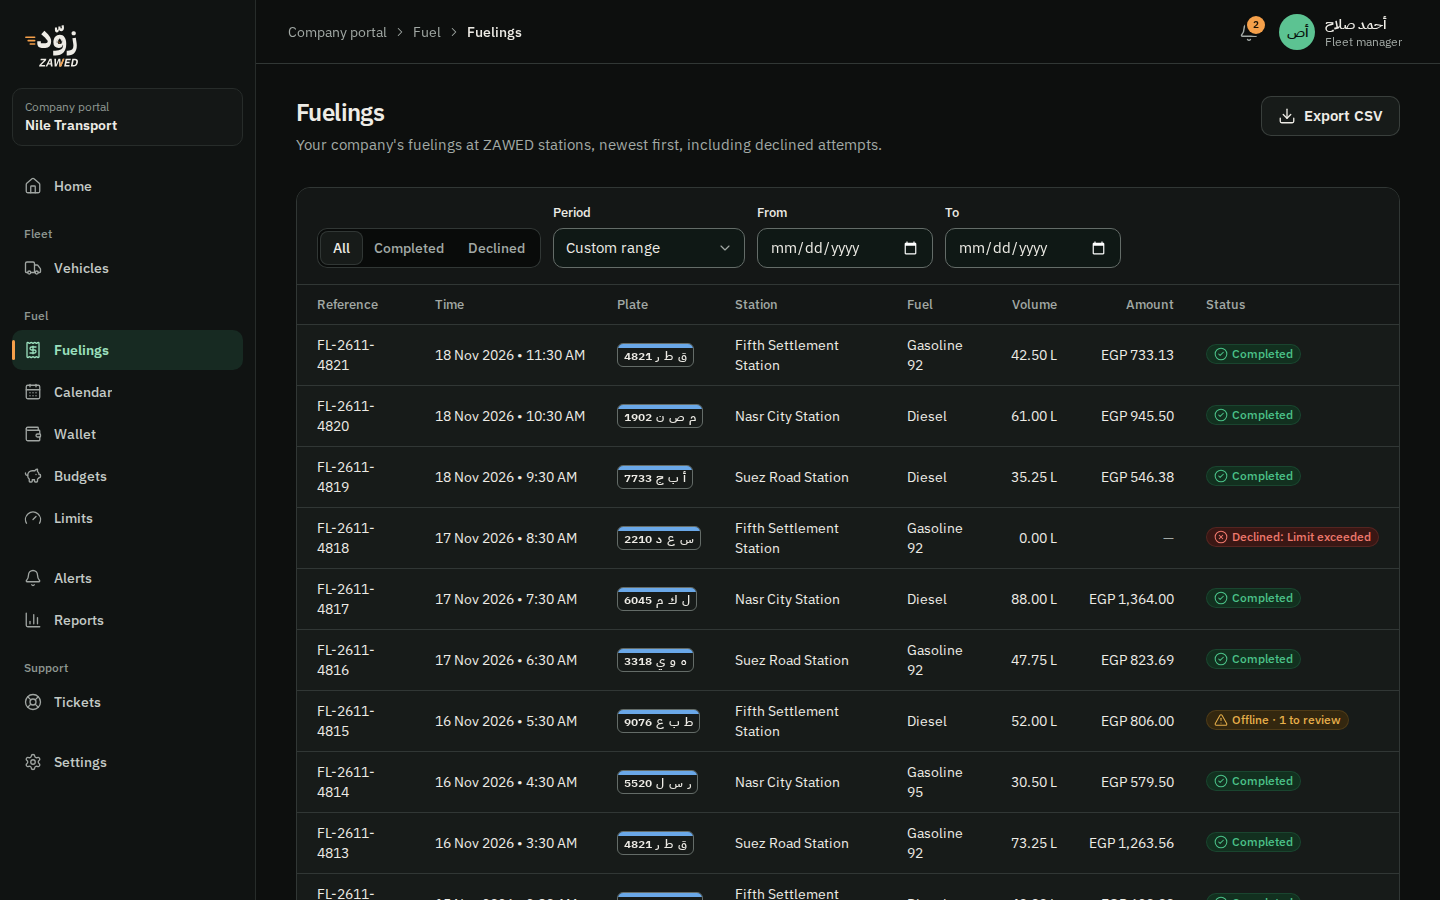 زوّد
ZAWED
Company portal
Nile Transport
Home
Fleet
Vehicles
Fuel
Fuelings
Calendar
Wallet
Budgets
Limits
Alerts
Reports
Support
Tickets
Settings
Company portal > Fuel > Fuelings
2
أص
أحمد صلاح
Fleet manager
Fuelings
Your company's fuelings at ZAWED stations, newest first, including declined attempts.
Export CSV
Period From To
All Completed Declined Custom range mm/dd/yyyy mm/dd/yyyy
Reference Time Plate Station Fuel Volume Amount Status
FL-2611-4821 18 Nov 2026 • 11:30 AM ق ط ر 4821 Fifth Settlement Station Gasoline 92 42.50 L EGP 733.13 Completed
FL-2611-4820 18 Nov 2026 • 10:30 AM م ص ن 1902 Nasr City Station Diesel 61.00 L EGP 945.50 Completed
FL-2611-4819 18 Nov 2026 • 9:30 AM أ ب ج 7733 Suez Road Station Diesel 35.25 L EGP 546.38 Completed
FL-2611-4818 17 Nov 2026 • 8:30 AM س ع د 2210 Fifth Settlement Station Gasoline 92 0.00 L — Declined: Limit exceeded
FL-2611-4817 17 Nov 2026 • 7:30 AM ل ك م 6045 Nasr City Station Diesel 88.00 L EGP 1,364.00 Completed
FL-2611-4816 17 Nov 2026 • 6:30 AM ه و ي 3318 Suez Road Station Gasoline 92 47.75 L EGP 823.69 Completed
FL-2611-4815 16 Nov 2026 • 5:30 AM ط ب ع 9076 Fifth Settlement Station Diesel 52.00 L EGP 806.00 Offline · 1 to review
FL-2611-4814 16 Nov 2026 • 4:30 AM ر س ل 5520 Nasr City Station Gasoline 95 30.50 L EGP 579.50 Completed
FL-2611-4813 16 Nov 2026 • 3:30 AM ق ط ر 4821 Suez Road Station Gasoline 92 73.25 L EGP 1,263.56 Completed
FL-2611- Fifth Settlement